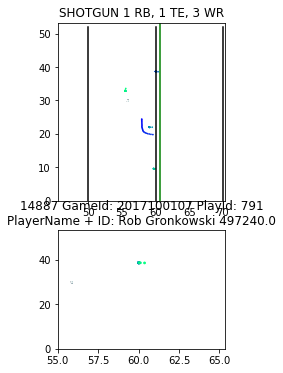 SHOTGUN 1 RB, 1 TE, 3 WR
50
40
30
20
10
0
50 55 60 65 70
14887 GameId: 2017100107 PlayId: 791
PlayerName + ID: Rob Gronkowski 497240.0
40
20
0
55.0 57.5 60.0 62.5 65.0